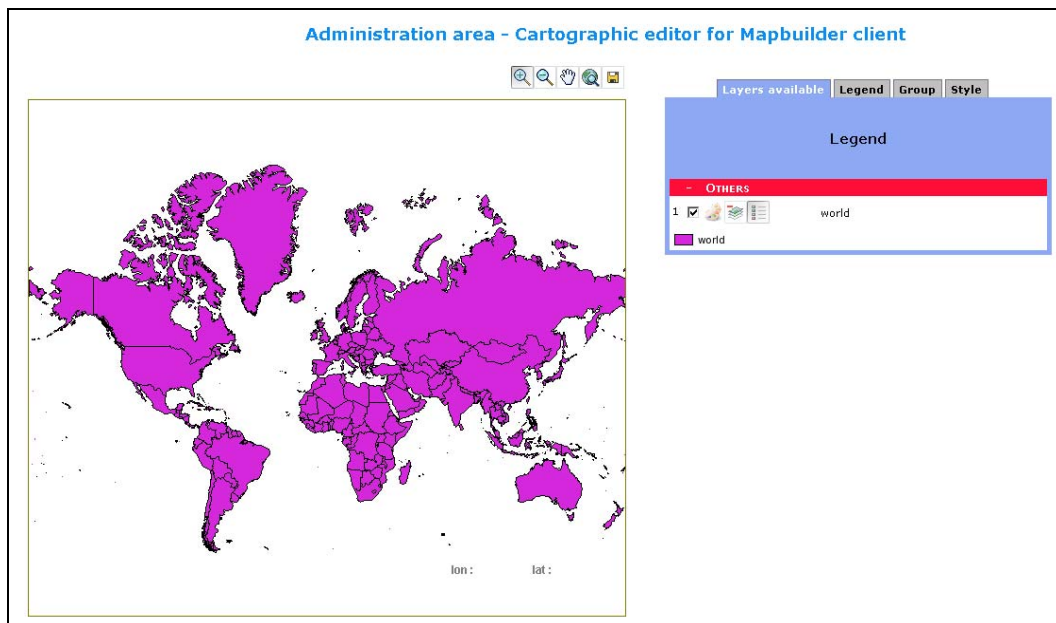 Administration area - Cartographic editor for Mapbuilder client
Layers available Legend Group Style
Legend
- OTHERS
1 world
world
lon : lat :